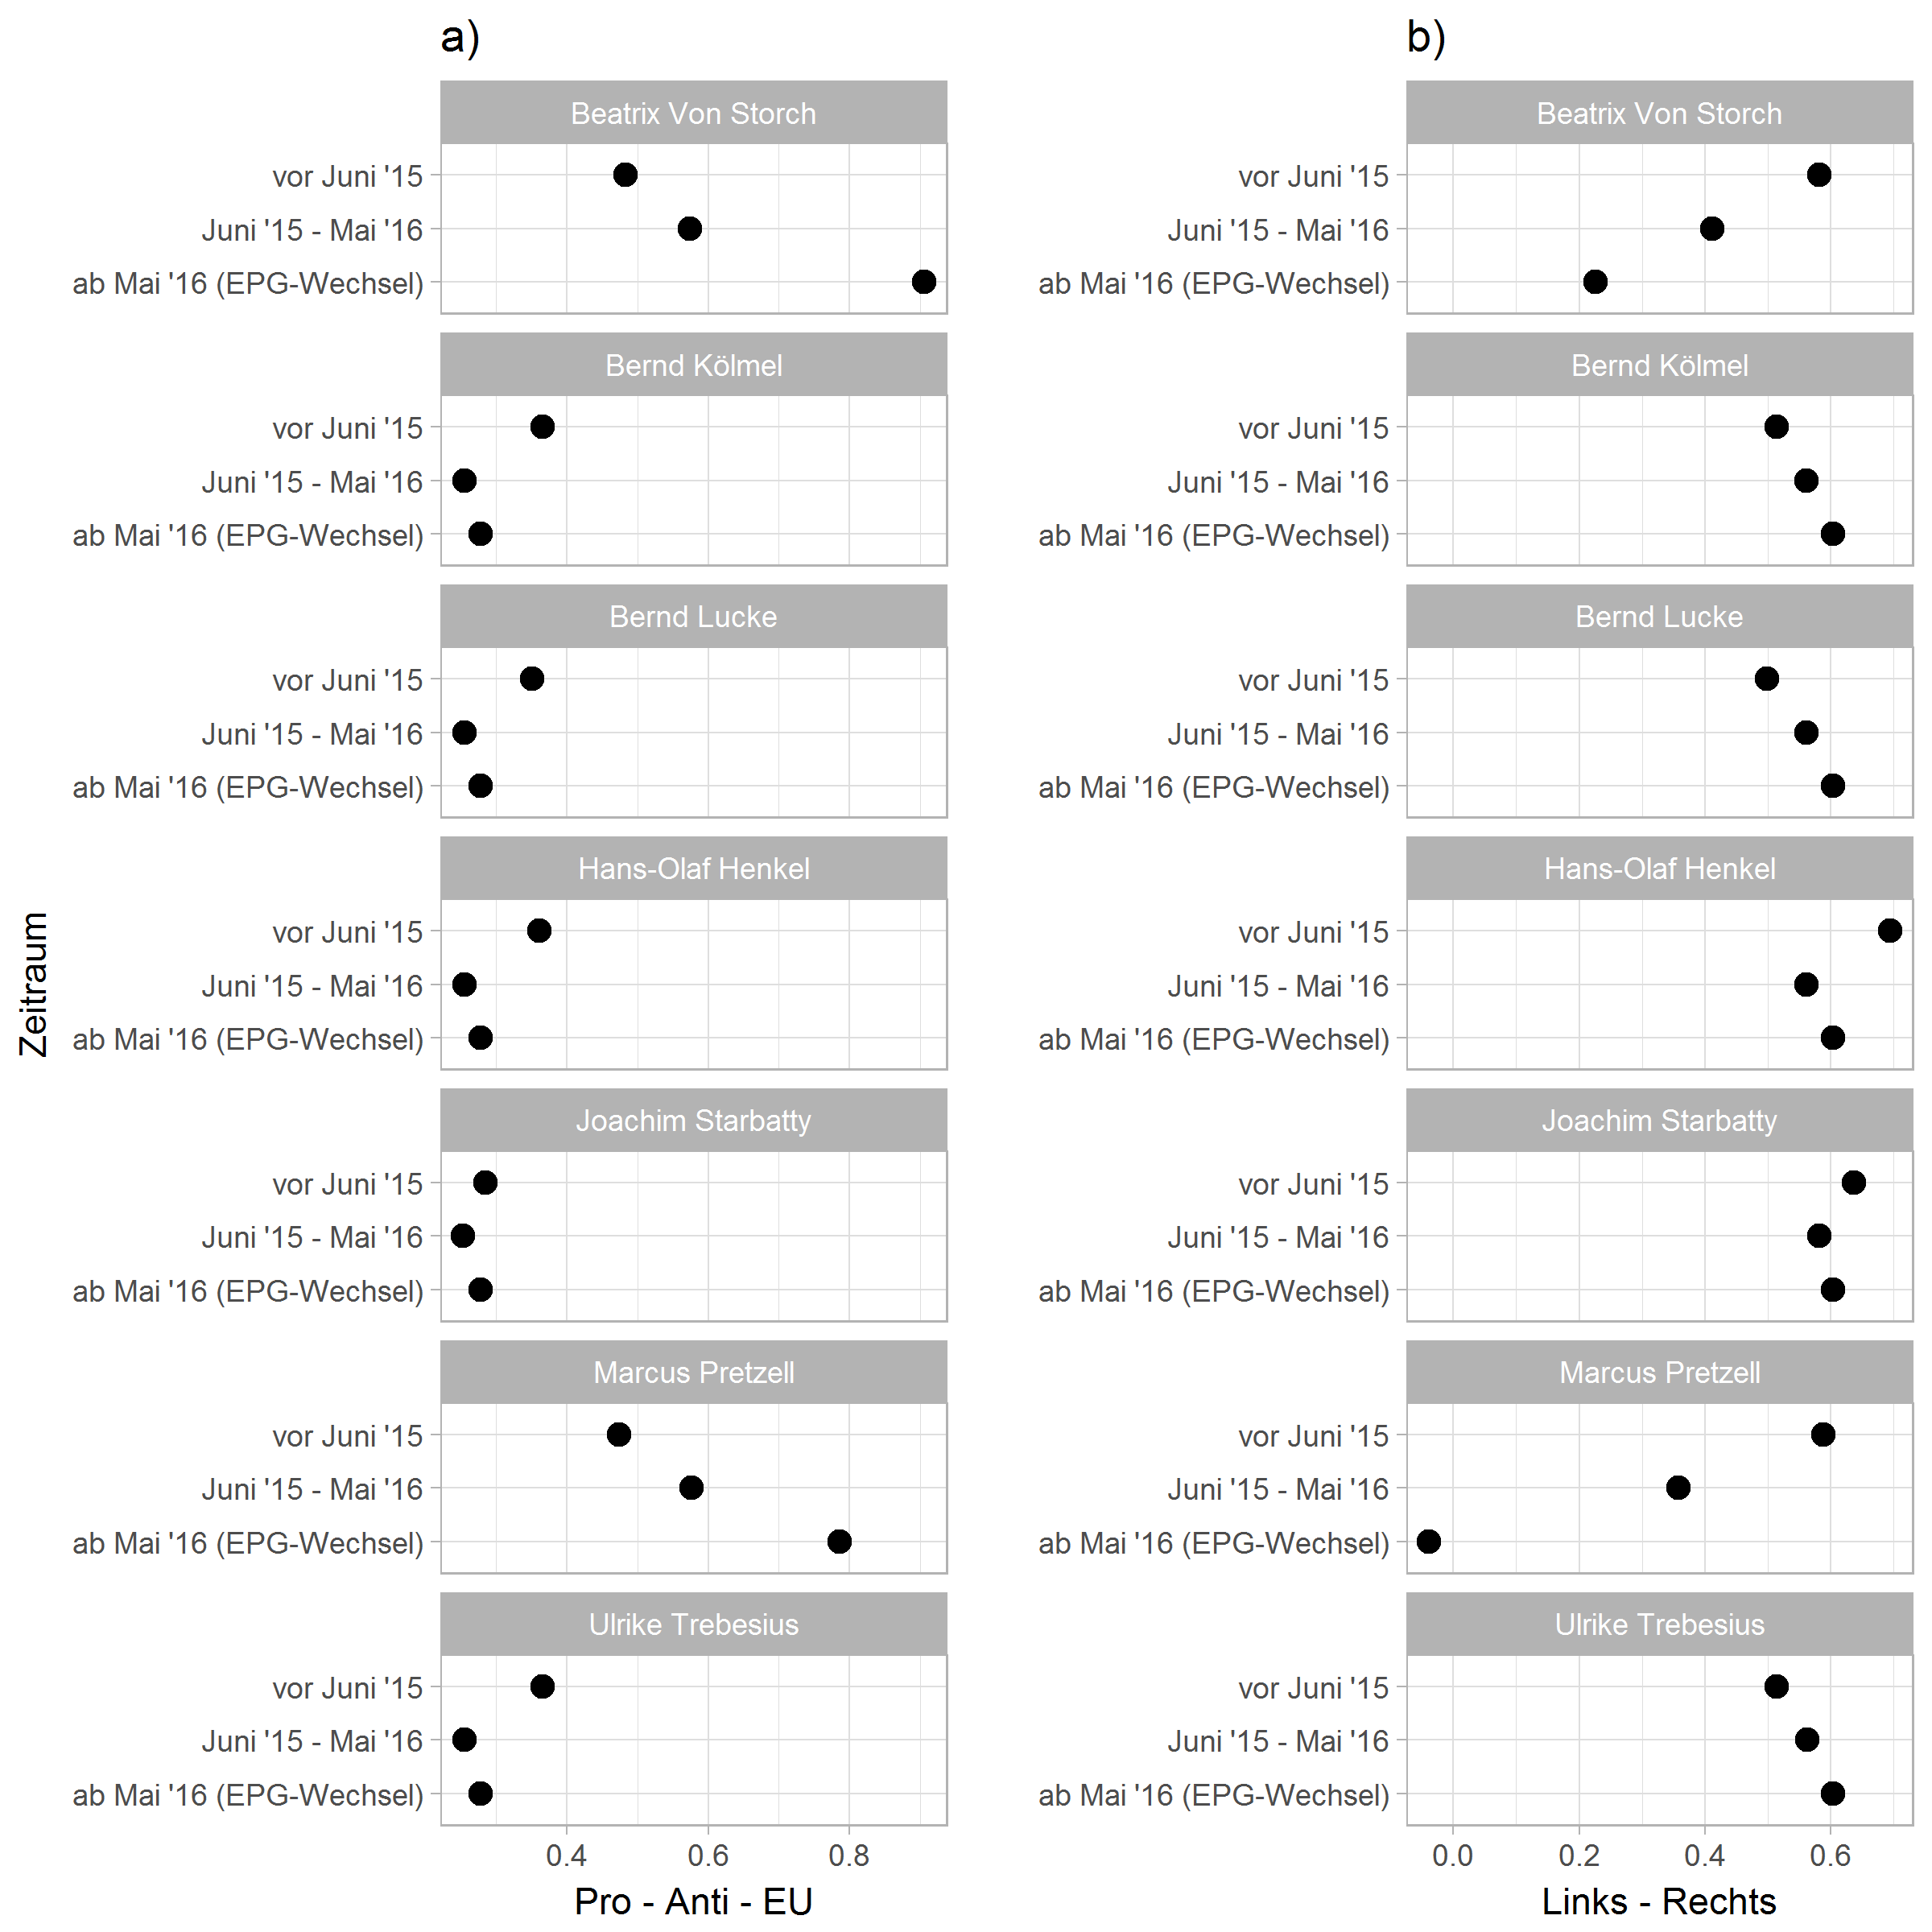 a)
Beatrix Von Storch
vor Juni '15
Juni '15 - Mai '16
ab Mai '16 (EPG-Wechsel)
Bernd Kölmel
vor Juni '15
Juni '15 - Mai '16
ab Mai '16 (EPG-Wechsel)
Bernd Lucke
vor Juni '15
Juni '15 - Mai '16
ab Mai '16 (EPG-Wechsel)
Hans-Olaf Henkel
vor Juni '15
Juni '15 - Mai '16
ab Mai '16 (EPG-Wechsel)
Joachim Starbatty
vor Juni '15
Juni '15 - Mai '16
ab Mai '16 (EPG-Wechsel)
Marcus Pretzell
vor Juni '15
Juni '15 - Mai '16
ab Mai '16 (EPG-Wechsel)
Ulrike Trebesius
vor Juni '15
Juni '15 - Mai '16
ab Mai '16 (EPG-Wechsel)
0.4 0.6 0.8
Pro - Anti - EU
Zeitraum
b)
Beatrix Von Storch
vor Juni '15
Juni '15 - Mai '16
ab Mai '16 (EPG-Wechsel)
Bernd Kölmel
vor Juni '15
Juni '15 - Mai '16
ab Mai '16 (EPG-Wechsel)
Bernd Lucke
vor Juni '15
Juni '15 - Mai '16
ab Mai '16 (EPG-Wechsel)
Hans-Olaf Henkel
vor Juni '15
Juni '15 - Mai '16
ab Mai '16 (EPG-Wechsel)
Joachim Starbatty
vor Juni '15
Juni '15 - Mai '16
ab Mai '16 (EPG-Wechsel)
Marcus Pretzell
vor Juni '15
Juni '15 - Mai '16
ab Mai '16 (EPG-Wechsel)
Ulrike Trebesius
vor Juni '15
Juni '15 - Mai '16
ab Mai '16 (EPG-Wechsel)
0.0 0.2 0.4 0.6
Links - Rechts